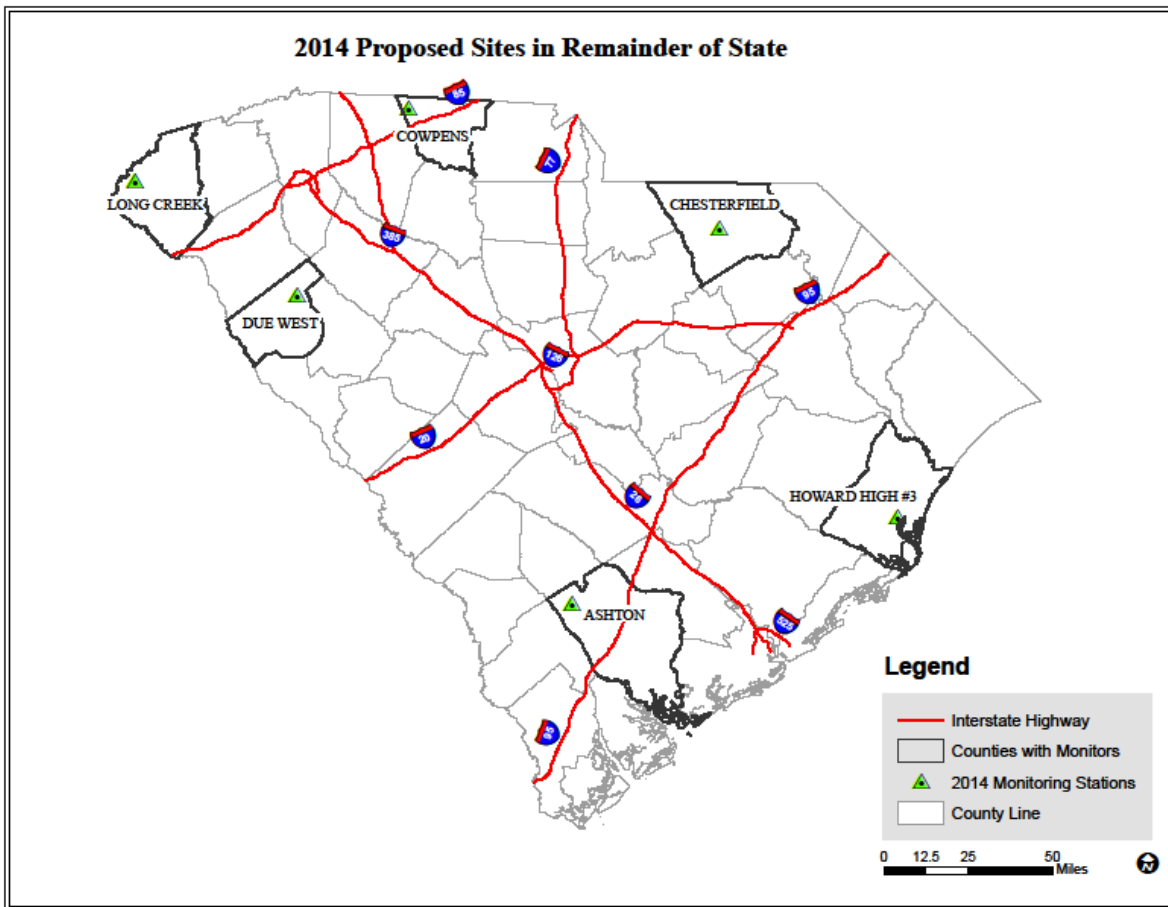 2014 Proposed Sites in Remainder of State
85
COWPENS
77
LONG CREEK
CHESTERFIELD
385
95
DUE WEST
126
20
HOWARD HIGH #3
26
ASHTON
525
95
Legend
Interstate Highway
Counties with Monitors
2014 Monitoring Stations
County Line
0 12.5 25 50
Miles
N